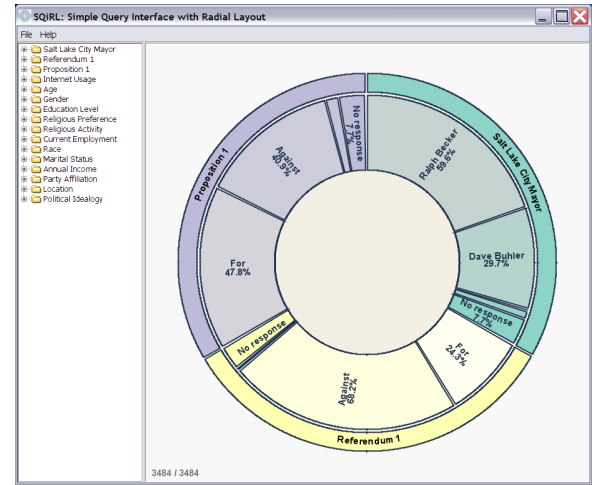 SQiRL: Simple Query Interface with Radial Layout
File Help
Salt Lake City Mayor
Referendum 1
Proposition 1
Internet Usage
Age
Gender
Education Level
Religious Preference
Religious Activity
Current Employment
Race
Marital Status
Annual Income
Party Affiliation
Location
Political Idealogy
Salt Lake City Mayor
Ralph Becker
59.6%
Dave Buhler
29.7%
No response
7.7%
Referendum 1
For
24.3%
Against
68.2%
No response
Proposition 1
For
47.8%
Against
40.9%
No response
7.7%
3484 / 3484